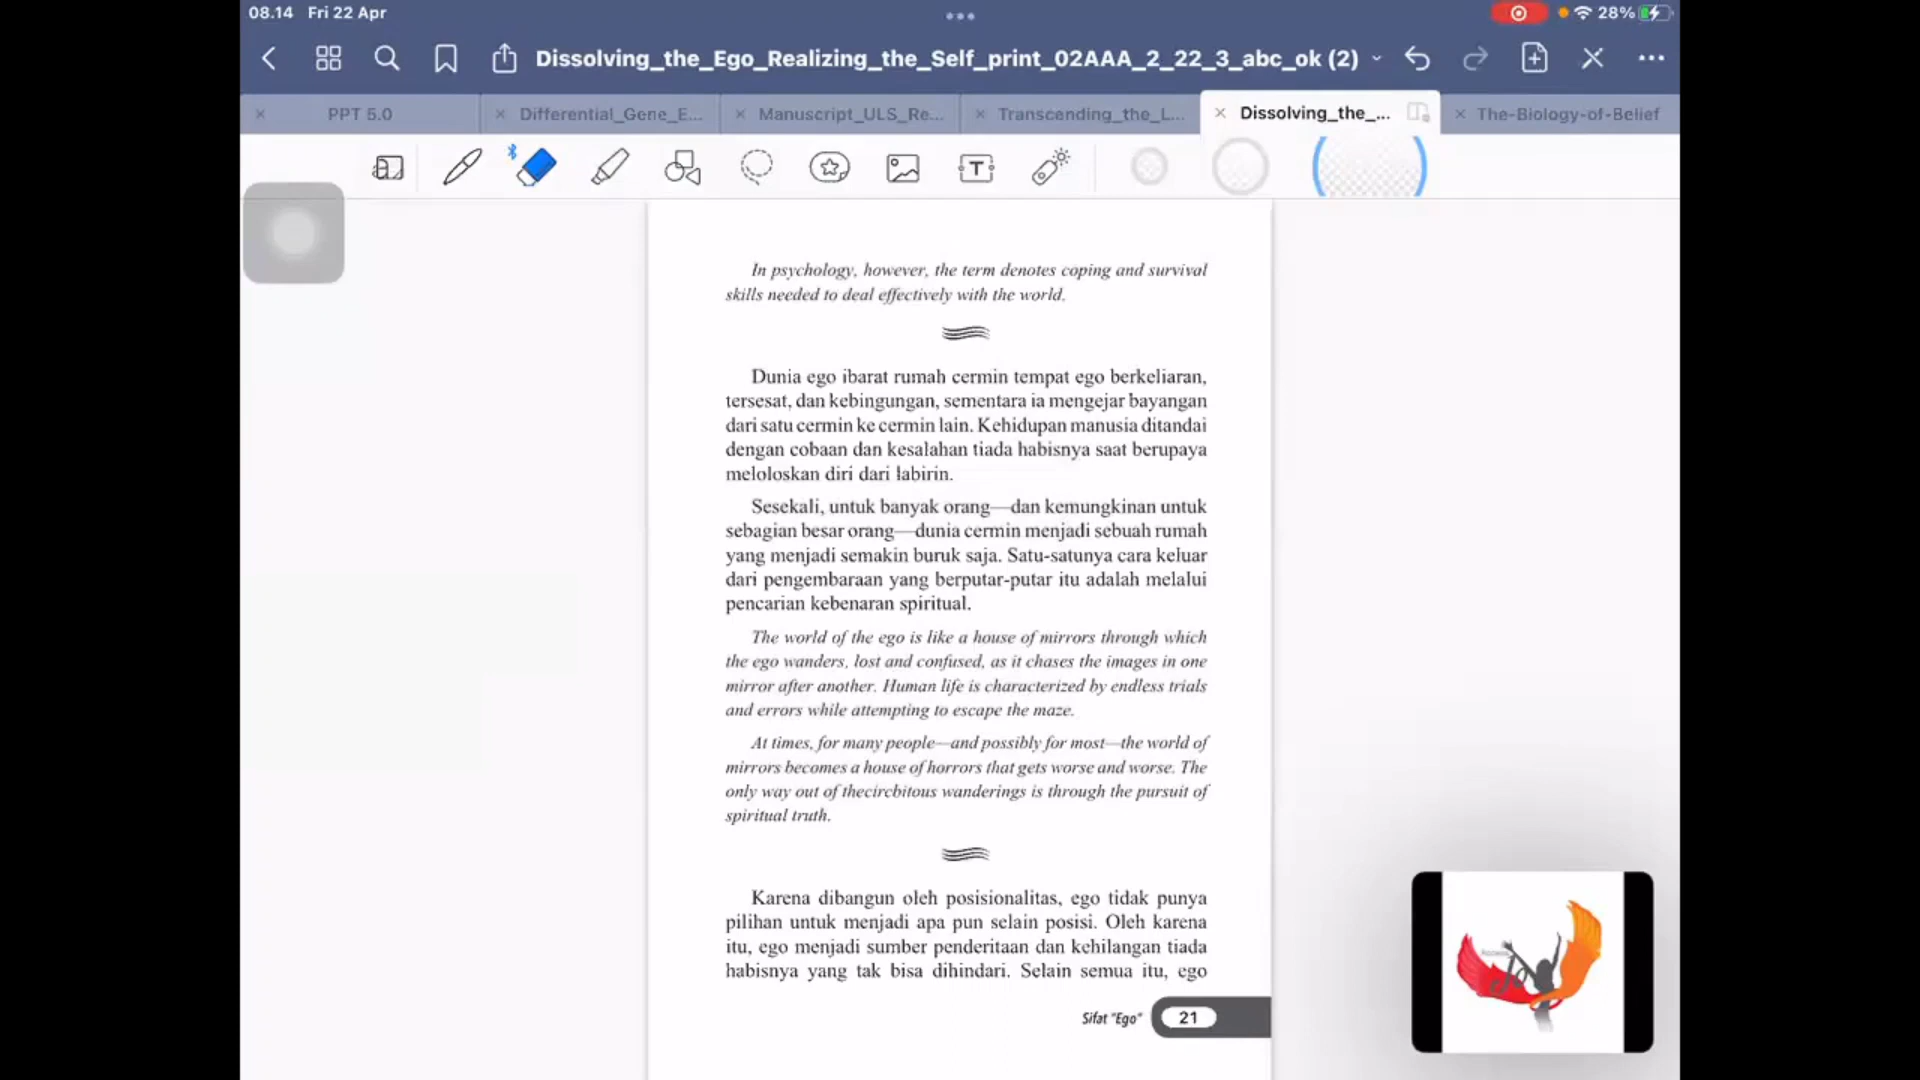 08.14 Fri 22 Apr
28%
Dissolving_the_Ego_Realizing_the_Self_print_02AAA_2_22_3_abc_ok (2)
PPT 5.0
Differential_Gene_E...
Manuscript_ULS_Re...
Transcending_the_L...
Dissolving_the_...
The-Biology-of-Belief
In psychology, however, the term denotes coping and survival
skills needed to deal effectively with the world.
Dunia ego ibarat rumah cermin tempat ego berkeliaran,
tersesat, dan kebingungan, sementara ia mengejar bayangan
dari satu cermin ke cermin lain. Kehidupan manusia ditandai
dengan cobaan dan kesalahan tiada habisnya saat berupaya
meloloskan diri dari labirin.
Sesekali, untuk banyak orang—dan kemungkinan untuk
sebagian besar orang—dunia cermin menjadi sebuah rumah
yang menjadi semakin buruk saja. Satu-satunya cara keluar
dari pengembaraan yang berputar-putar itu adalah melalui
pencarian kebenaran spiritual.
The world of the ego is like a house of mirrors through which
the ego wanders, lost and confused, as it chases the images in one
mirror after another. Human life is characterized by endless trials
and errors while attempting to escape the maze.
At times, for many people—and possibly for most—the world of
mirrors becomes a house of horrors that gets worse and worse. The
only way out of thecircbitous wanderings is through the pursuit of
spiritual truth.
Karena dibangun oleh posisionalitas, ego tidak punya
pilihan untuk menjadi apa pun selain posisi. Oleh karena
itu, ego menjadi sumber penderitaan dan kehilangan tiada
habisnya yang tak bisa dihindari. Selain semua itu, ego
Sifat "Ego" 21